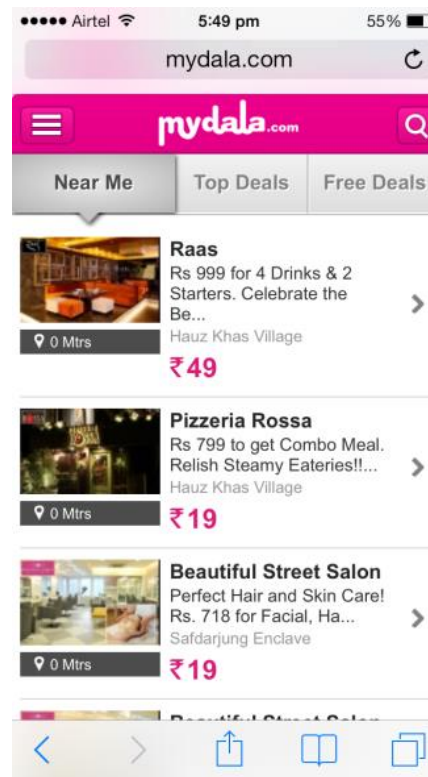 Airtel 5:49 pm 55%
mydala.com
mydala.com
Near Me Top Deals Free Deals
Raas
Rs 999 for 4 Drinks & 2
Starters. Celebrate the
Be...
Hauz Khas Village
0 Mtrs
₹49
Pizzeria Rossa
Rs 799 to get Combo Meal.
Relish Steamy Eateries!!...
Hauz Khas Village
0 Mtrs
₹19
Beautiful Street Salon
Perfect Hair and Skin Care!
Rs. 718 for Facial, Ha...
Safdarjung Enclave
0 Mtrs
₹19
Beautiful Street Salon